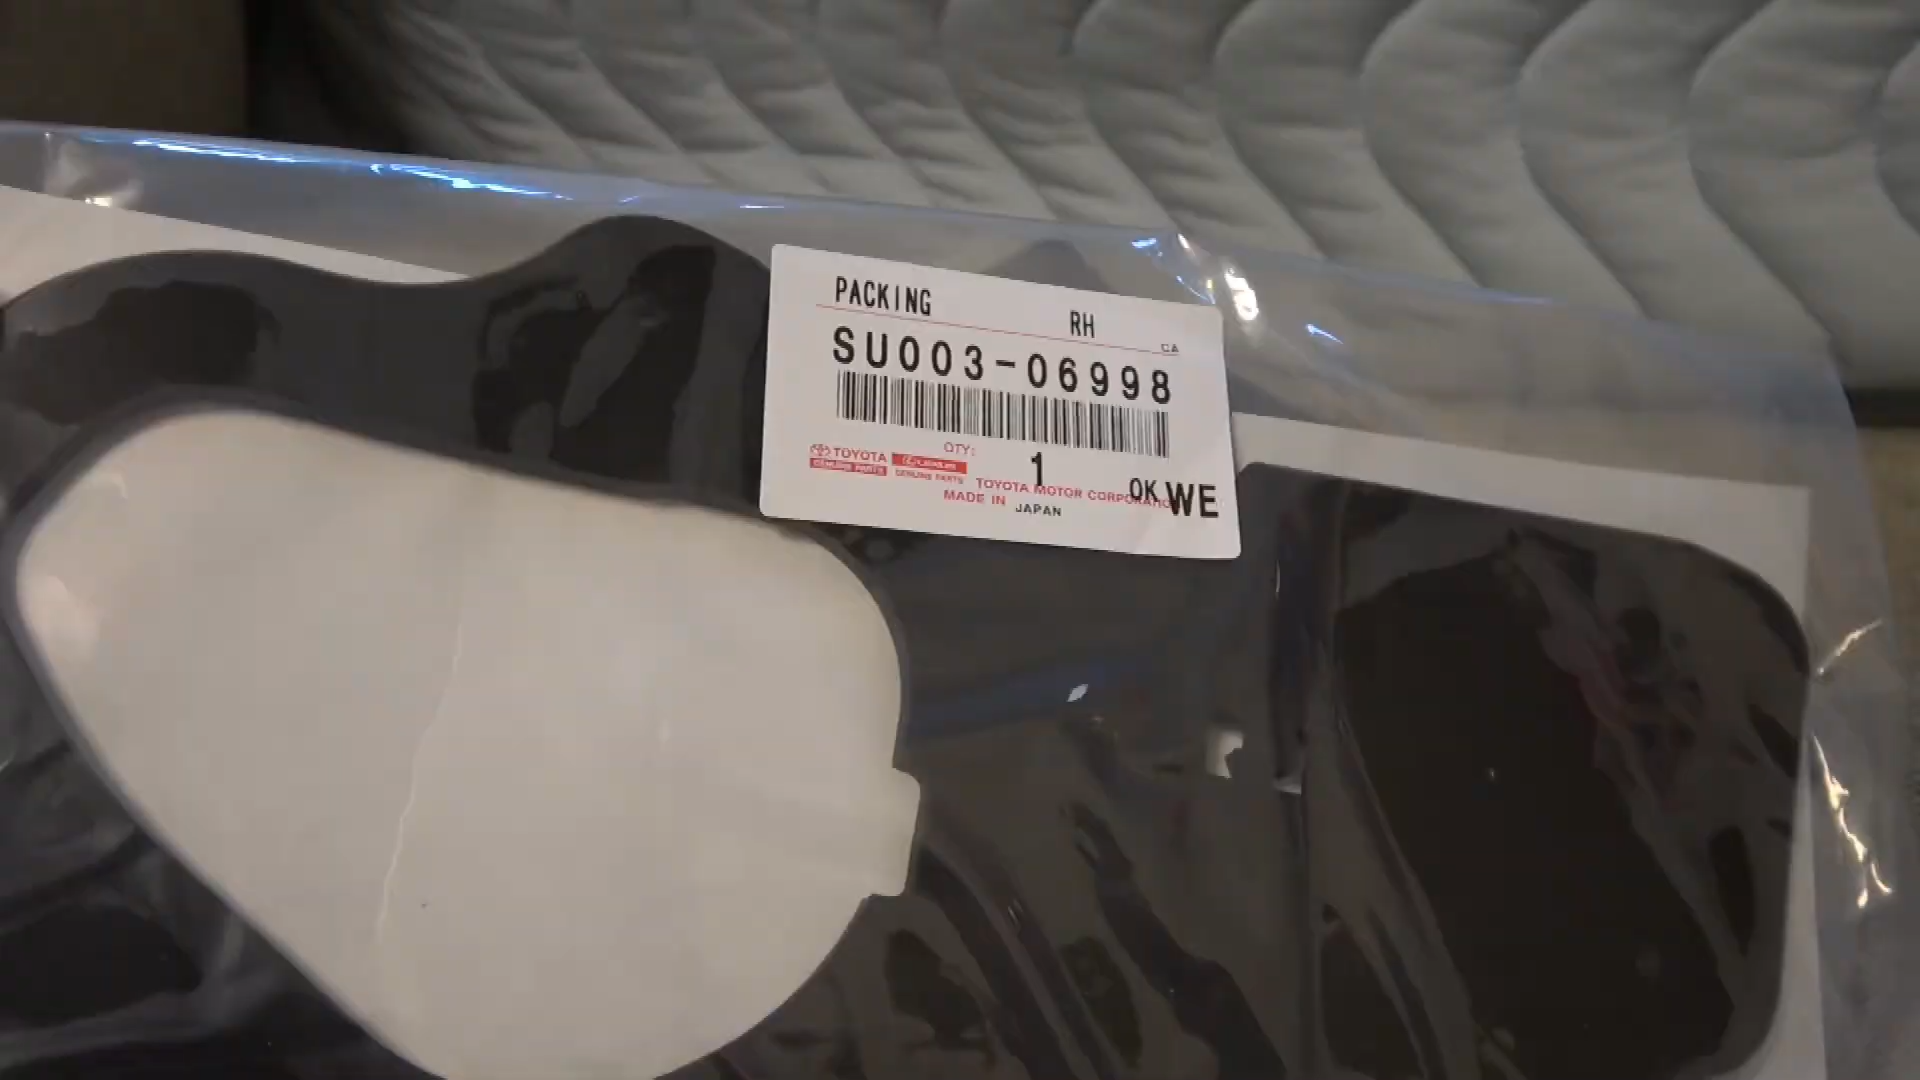 PACKING RH CA
SU003-06998
QTY: 1
TOYOTA LEXUS
GENUINE PARTS GENUINE PARTS
TOYOTA MOTOR CORPORATION OK WE
MADE IN JAPAN